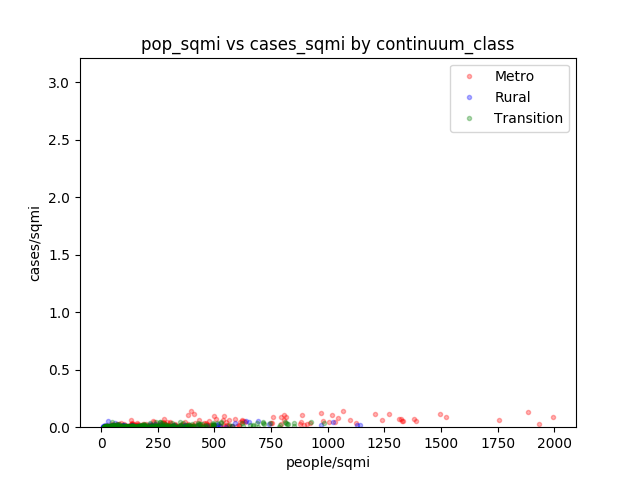 pop_sqmi vs cases_sqmi by continuum_class
Metro
Rural
Transition
cases/sqmi
3.0
2.5
2.0
1.5
1.0
0.5
0.0
0 250 500 750 1000 1250 1500 1750 2000
people/sqmi